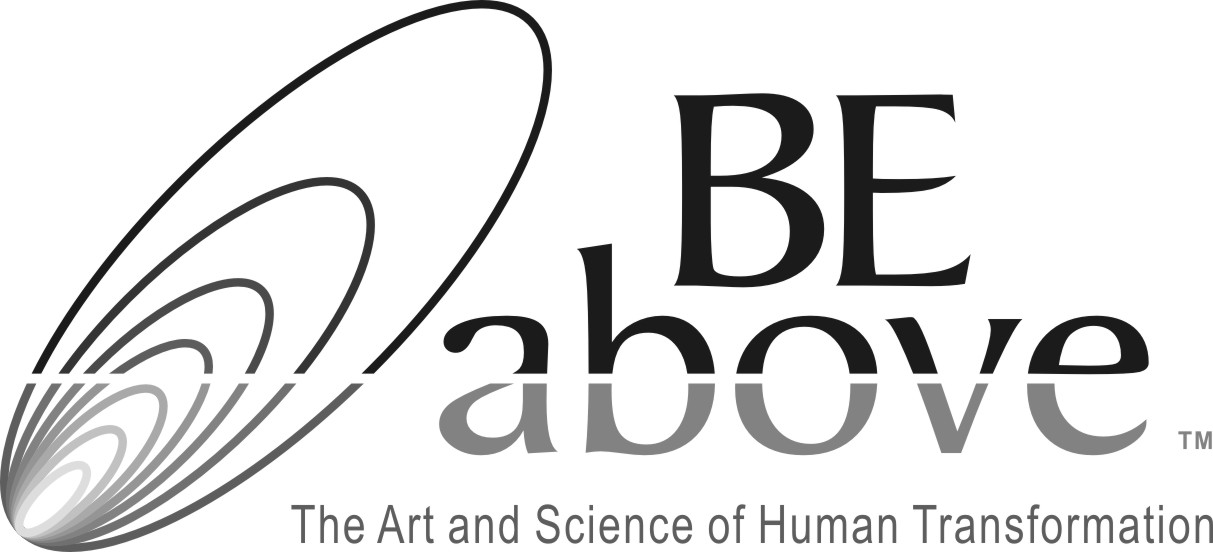 BE
above ™
The Art and Science of Human Transformation